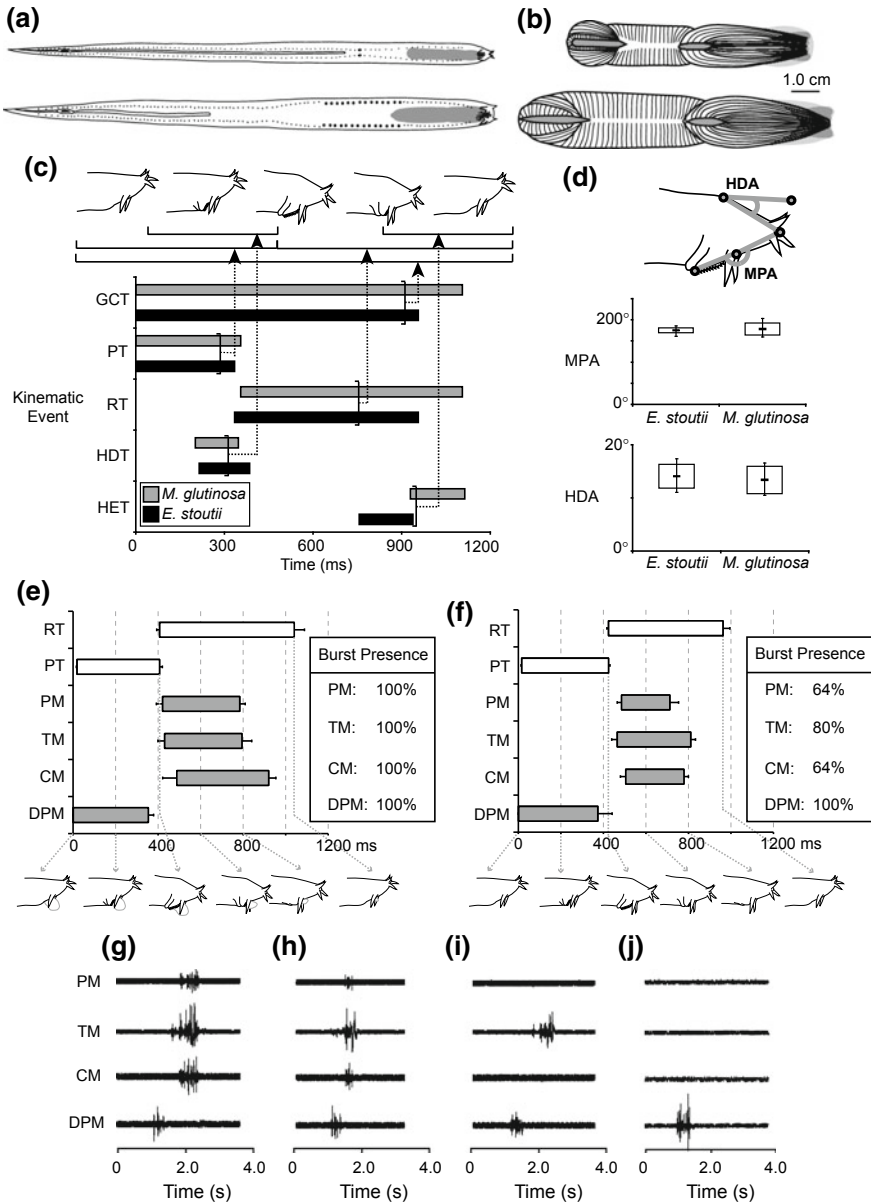 (a)
(b)
1.0 cm
(c)
(d)
HDA
MPA
GCT
PT
Kinematic
Event
RT
HDT
HET
M. glutinosa
E. stoutii
0 300 600 900 1200
Time (ms)
200°
MPA
0°
E. stoutii M. glutinosa
20°
HDA
10°
0°
E. stoutii M. glutinosa
(e)
RT
PT
PM
TM
CM
DPM
0 400 800 1200 ms
Burst Presence
PM: 100%
TM: 100%
CM: 100%
DPM: 100%
(f)
RT
PT
PM
TM
CM
DPM
0 400 800 1200 ms
Burst Presence
PM: 64%
TM: 80%
CM: 64%
DPM: 100%
(g) (h) (i) (j)
PM
TM
CM
DPM
0 2.0 4.0 0 2.0 4.0 0 2.0 4.0 0 2.0 4.0
Time (s) Time (s) Time (s) Time (s)